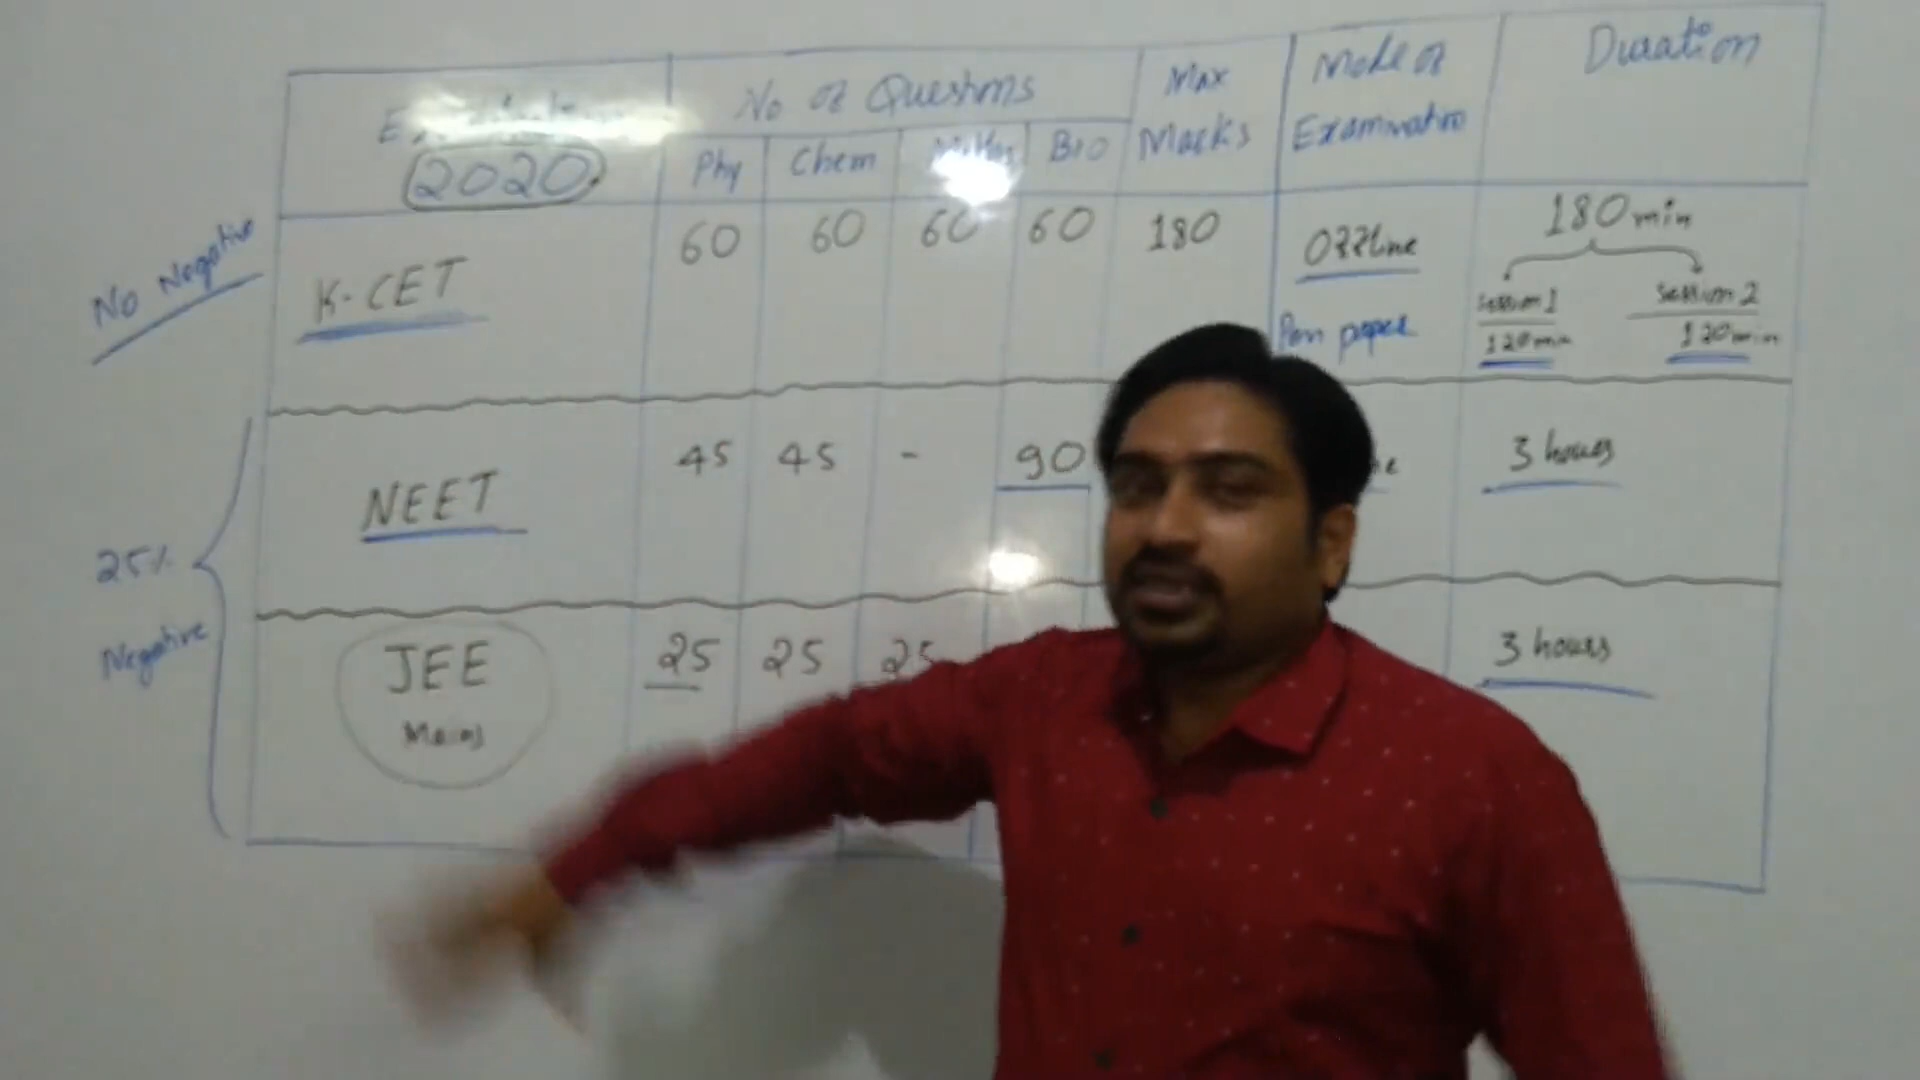 No of Questions
Max
Marks
Mode of
Examination
Duration
2020
Phy
Chem
Maths
Bio
No Negative
K-CET
60
60
60
60
180
Offline
Pen paper
180 min
Session 1
120 min
Session 2
120 min
25%
Negative
NEET
45
45
-
90
3 hours
JEE
Mains
25
25
25
3 hours